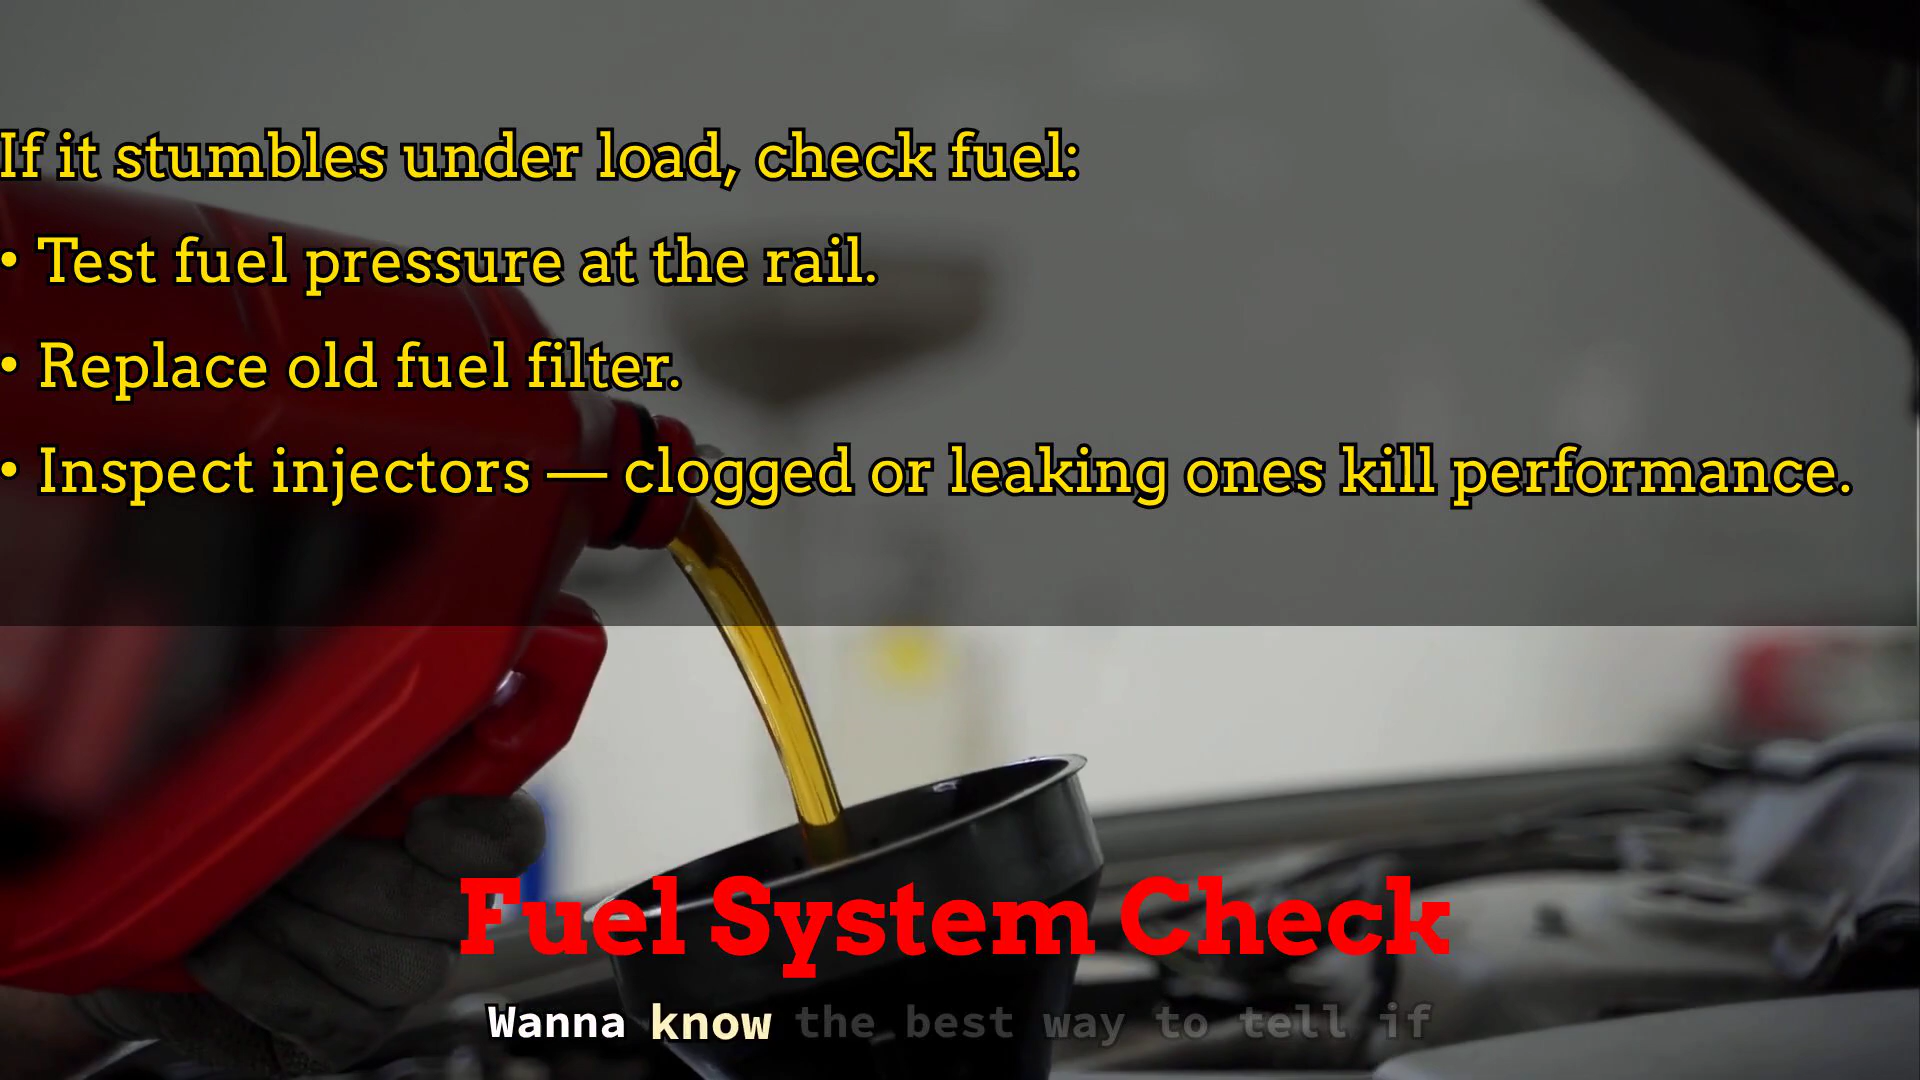 If it stumbles under load, check fuel:
• Test fuel pressure at the rail.
• Replace old fuel filter.
• Inspect injectors — clogged or leaking ones kill performance.
Fuel System Check
Wanna know the best way to tell if